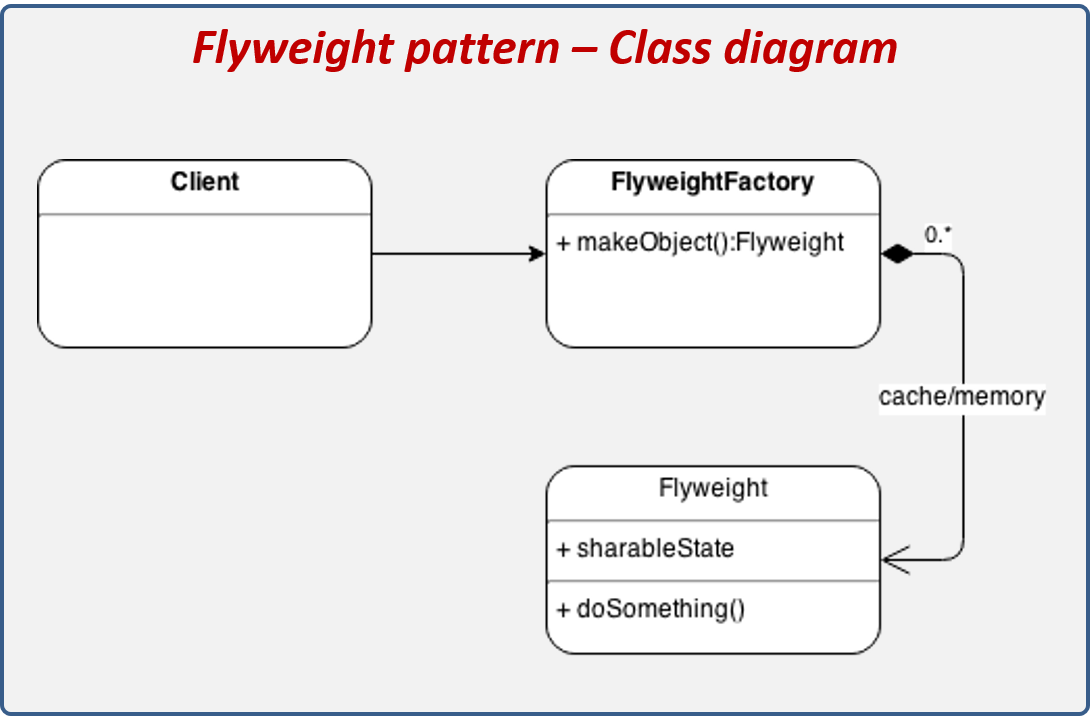 Flyweight pattern – Class diagram
Client
FlyweightFactory
+ makeObject():Flyweight
0.*
cache/memory
Flyweight
+ sharableState
+ doSomething()